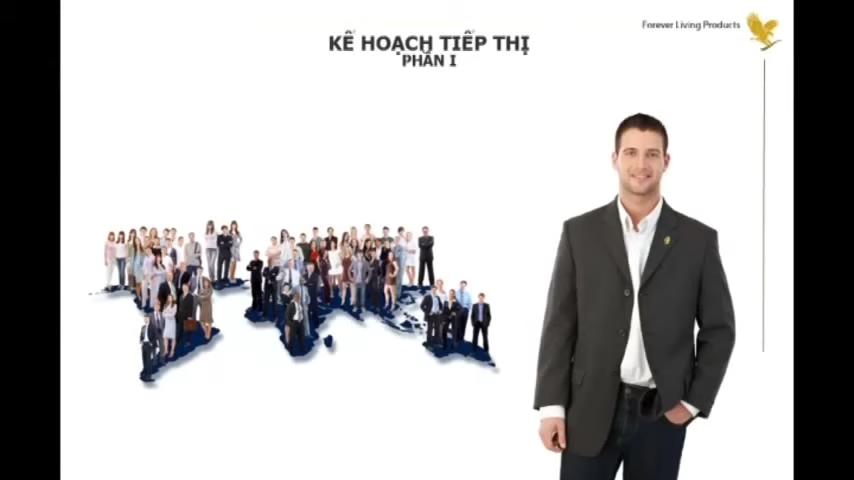 Forever Living Products
KẾ HOẠCH TIẾP THỊ
PHẦN I